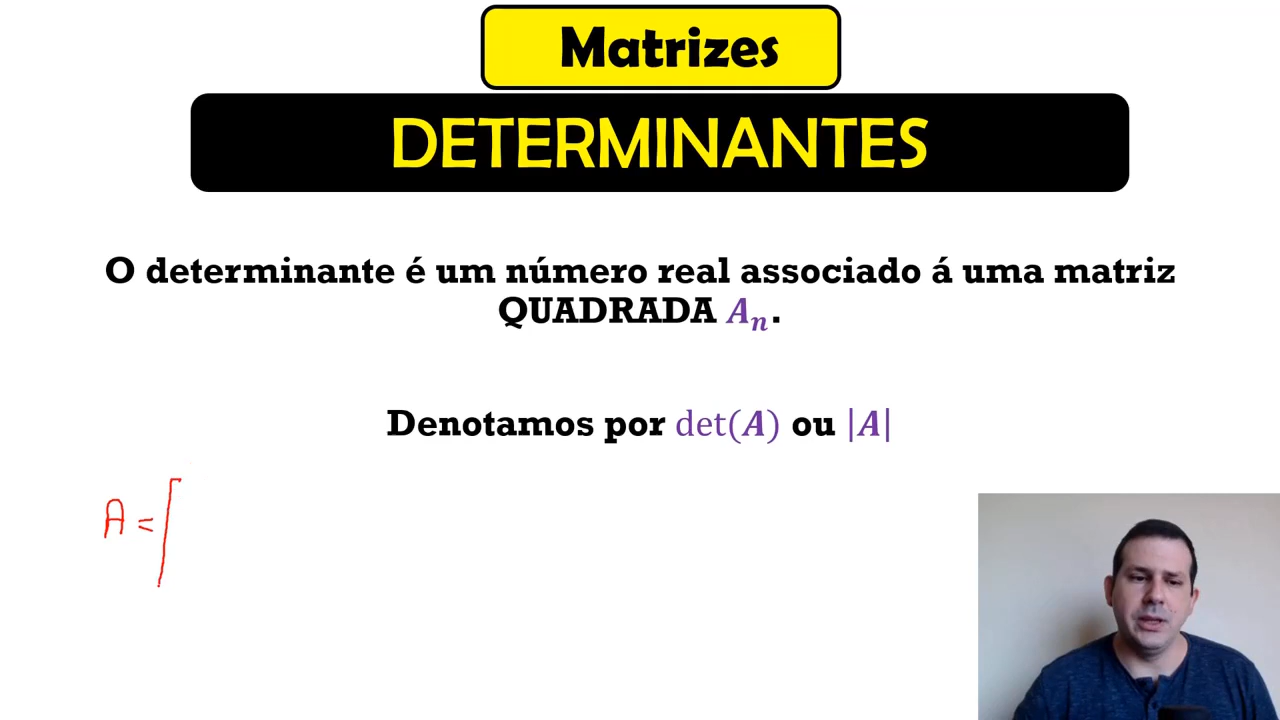 Matrizes
DETERMINANTES
O determinante é um número real associado á uma matriz
QUADRADA Aₙ.
Denotamos por det(A) ou |A|
A = [